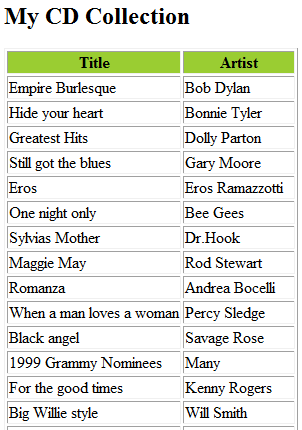 My CD Collection
Title Artist
Empire Burlesque Bob Dylan
Hide your heart Bonnie Tyler
Greatest Hits Dolly Parton
Still got the blues Gary Moore
Eros Eros Ramazzotti
One night only Bee Gees
Sylvias Mother Dr.Hook
Maggie May Rod Stewart
Romanza Andrea Bocelli
When a man loves a woman Percy Sledge
Black angel Savage Rose
1999 Grammy Nominees Many
For the good times Kenny Rogers
Big Willie style Will Smith